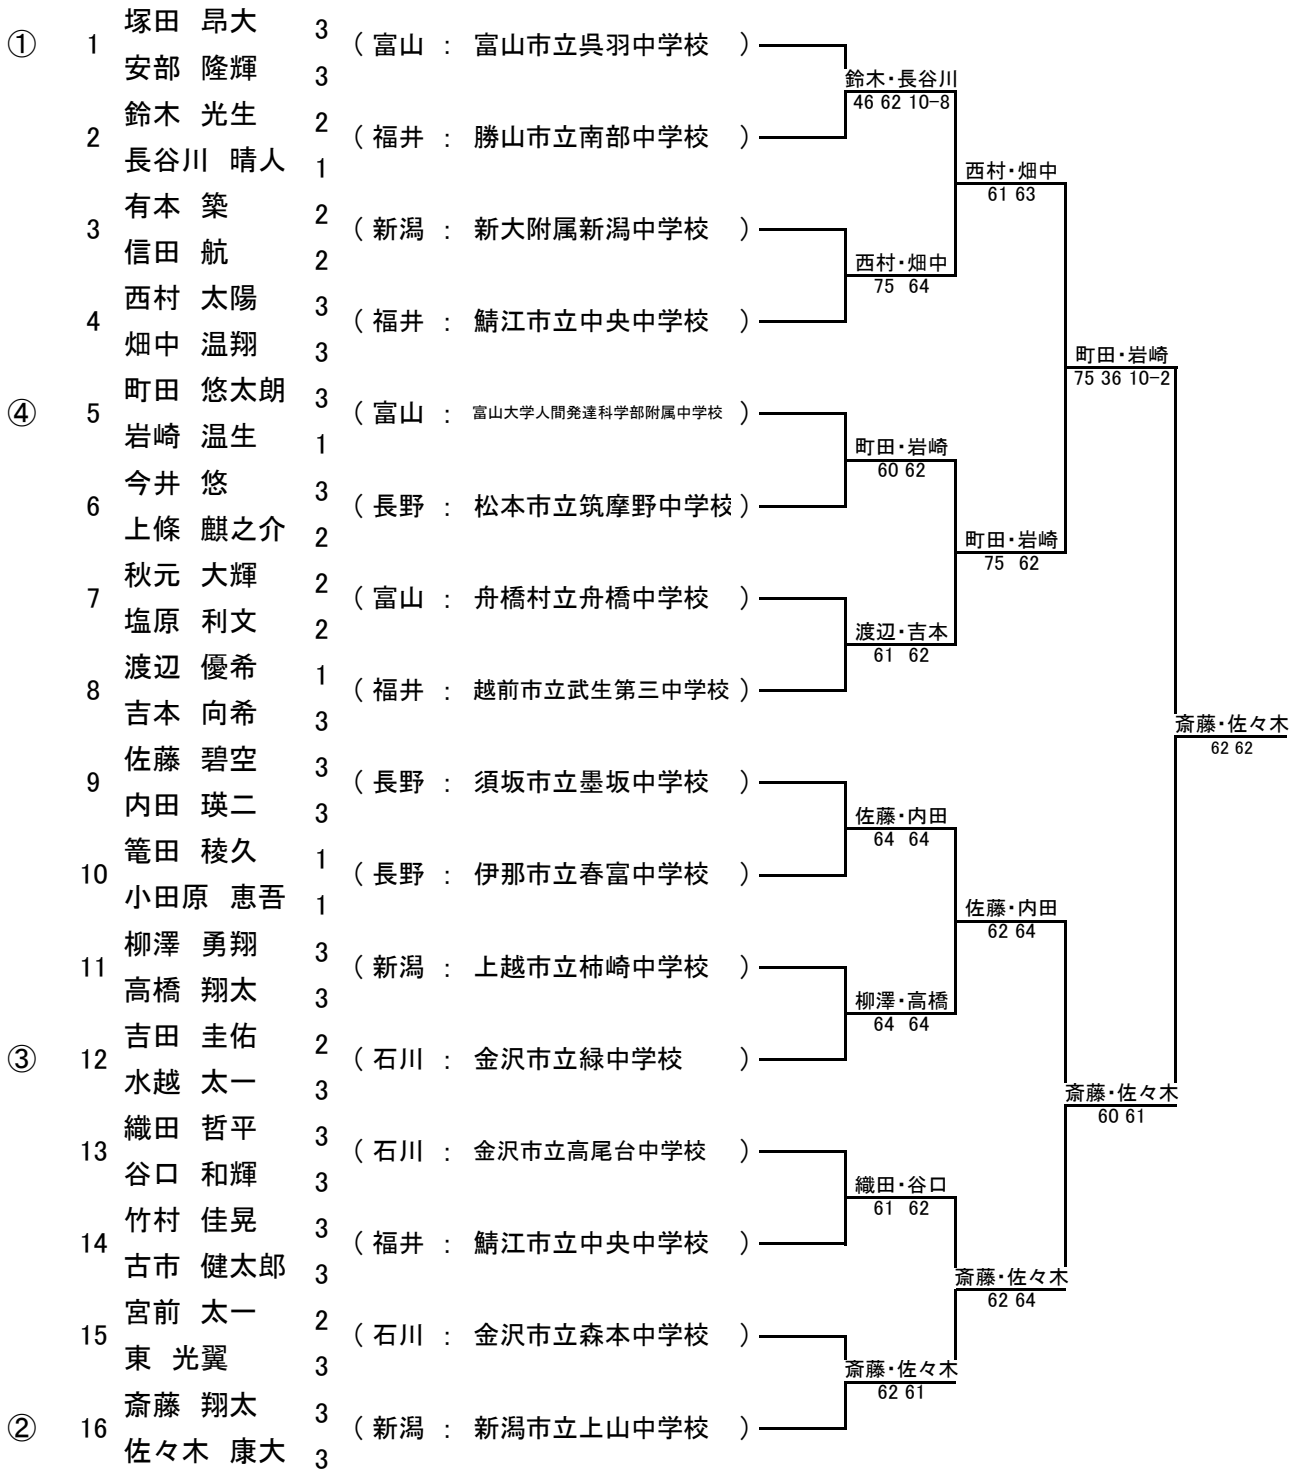 ① 1 塚田 昂大 3 ( 富山 : 富山市立呉羽中学校 )
安部 隆輝 3
鈴木・長谷川
46 62 10-8
2 鈴木 光生 2 ( 福井 : 勝山市立南部中学校 )
長谷川 晴人 1
西村・畑中
61 63
3 有本 築 2 ( 新潟 : 新大附属新潟中学校 )
信田 航 2
西村・畑中
75 64
4 西村 太陽 3 ( 福井 : 鯖江市立中央中学校 )
畑中 温翔 3
町田・岩崎
75 36 10-2
④ 5 町田 悠太朗 3 ( 富山 : 富山大学人間発達科学部附属中学校 )
岩崎 温生 1
町田・岩崎
60 62
6 今井 悠 3 ( 長野 : 松本市立筑摩野中学校 )
上條 麒之介 2
町田・岩崎
75 62
7 秋元 大輝 2 ( 富山 : 舟橋村立舟橋中学校 )
塩原 利文 2
渡辺・吉本
61 62
8 渡辺 優希 1 ( 福井 : 越前市立武生第三中学校 )
吉本 向希 3
斎藤・佐々木
62 62
9 佐藤 碧空 3 ( 長野 : 須坂市立墨坂中学校 )
内田 瑛二 3
佐藤・内田
64 64
10 篭田 稜久 1 ( 長野 : 伊那市立春富中学校 )
小田原 恵吾 1
佐藤・内田
62 64
11 柳澤 勇翔 3 ( 新潟 : 上越市立柿崎中学校 )
高橋 翔太 3
柳澤・高橋
64 64
③ 12 吉田 圭佑 2 ( 石川 : 金沢市立緑中学校 )
水越 太一 3
斎藤・佐々木
60 61
13 織田 哲平 3 ( 石川 : 金沢市立高尾台中学校 )
谷口 和輝 3
織田・谷口
61 62
14 竹村 佳晃 3 ( 福井 : 鯖江市立中央中学校 )
古市 健太郎 3
斎藤・佐々木
62 64
15 宮前 太一 2 ( 石川 : 金沢市立森本中学校 )
東 光翼 3
斎藤・佐々木
62 61
② 16 斎藤 翔太 3 ( 新潟 : 新潟市立上山中学校 )
佐々木 康大 3